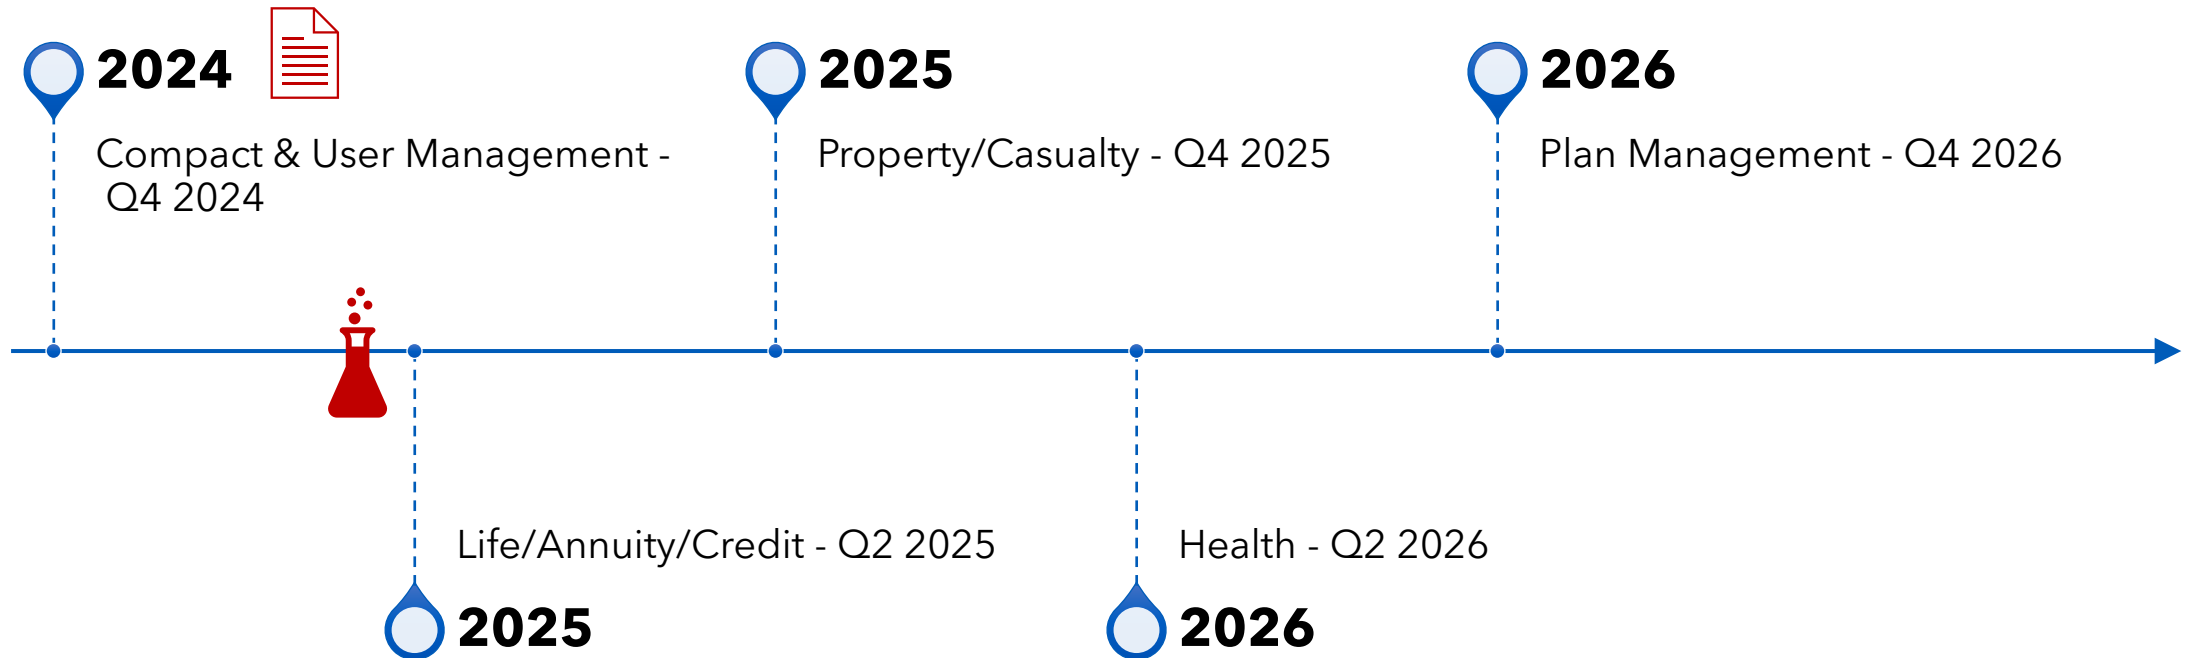 2024
Compact & User Management -
Q4 2024
2025
Property/Casualty - Q4 2025
2026
Plan Management - Q4 2026
Life/Annuity/Credit - Q2 2025
2025
Health - Q2 2026
2026